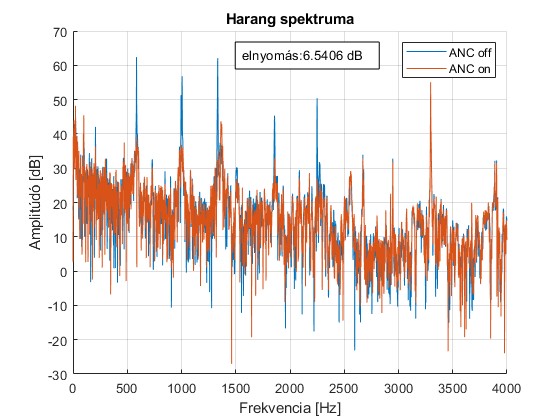 Harang spektruma
70
60
50
40
30
20
10
0
-10
-20
-30
Amplitúdó [dB]
elnyomás:6.5406 dB
ANC off
ANC on
0 500 1000 1500 2000 2500 3000 3500 4000
Frekvencia [Hz]